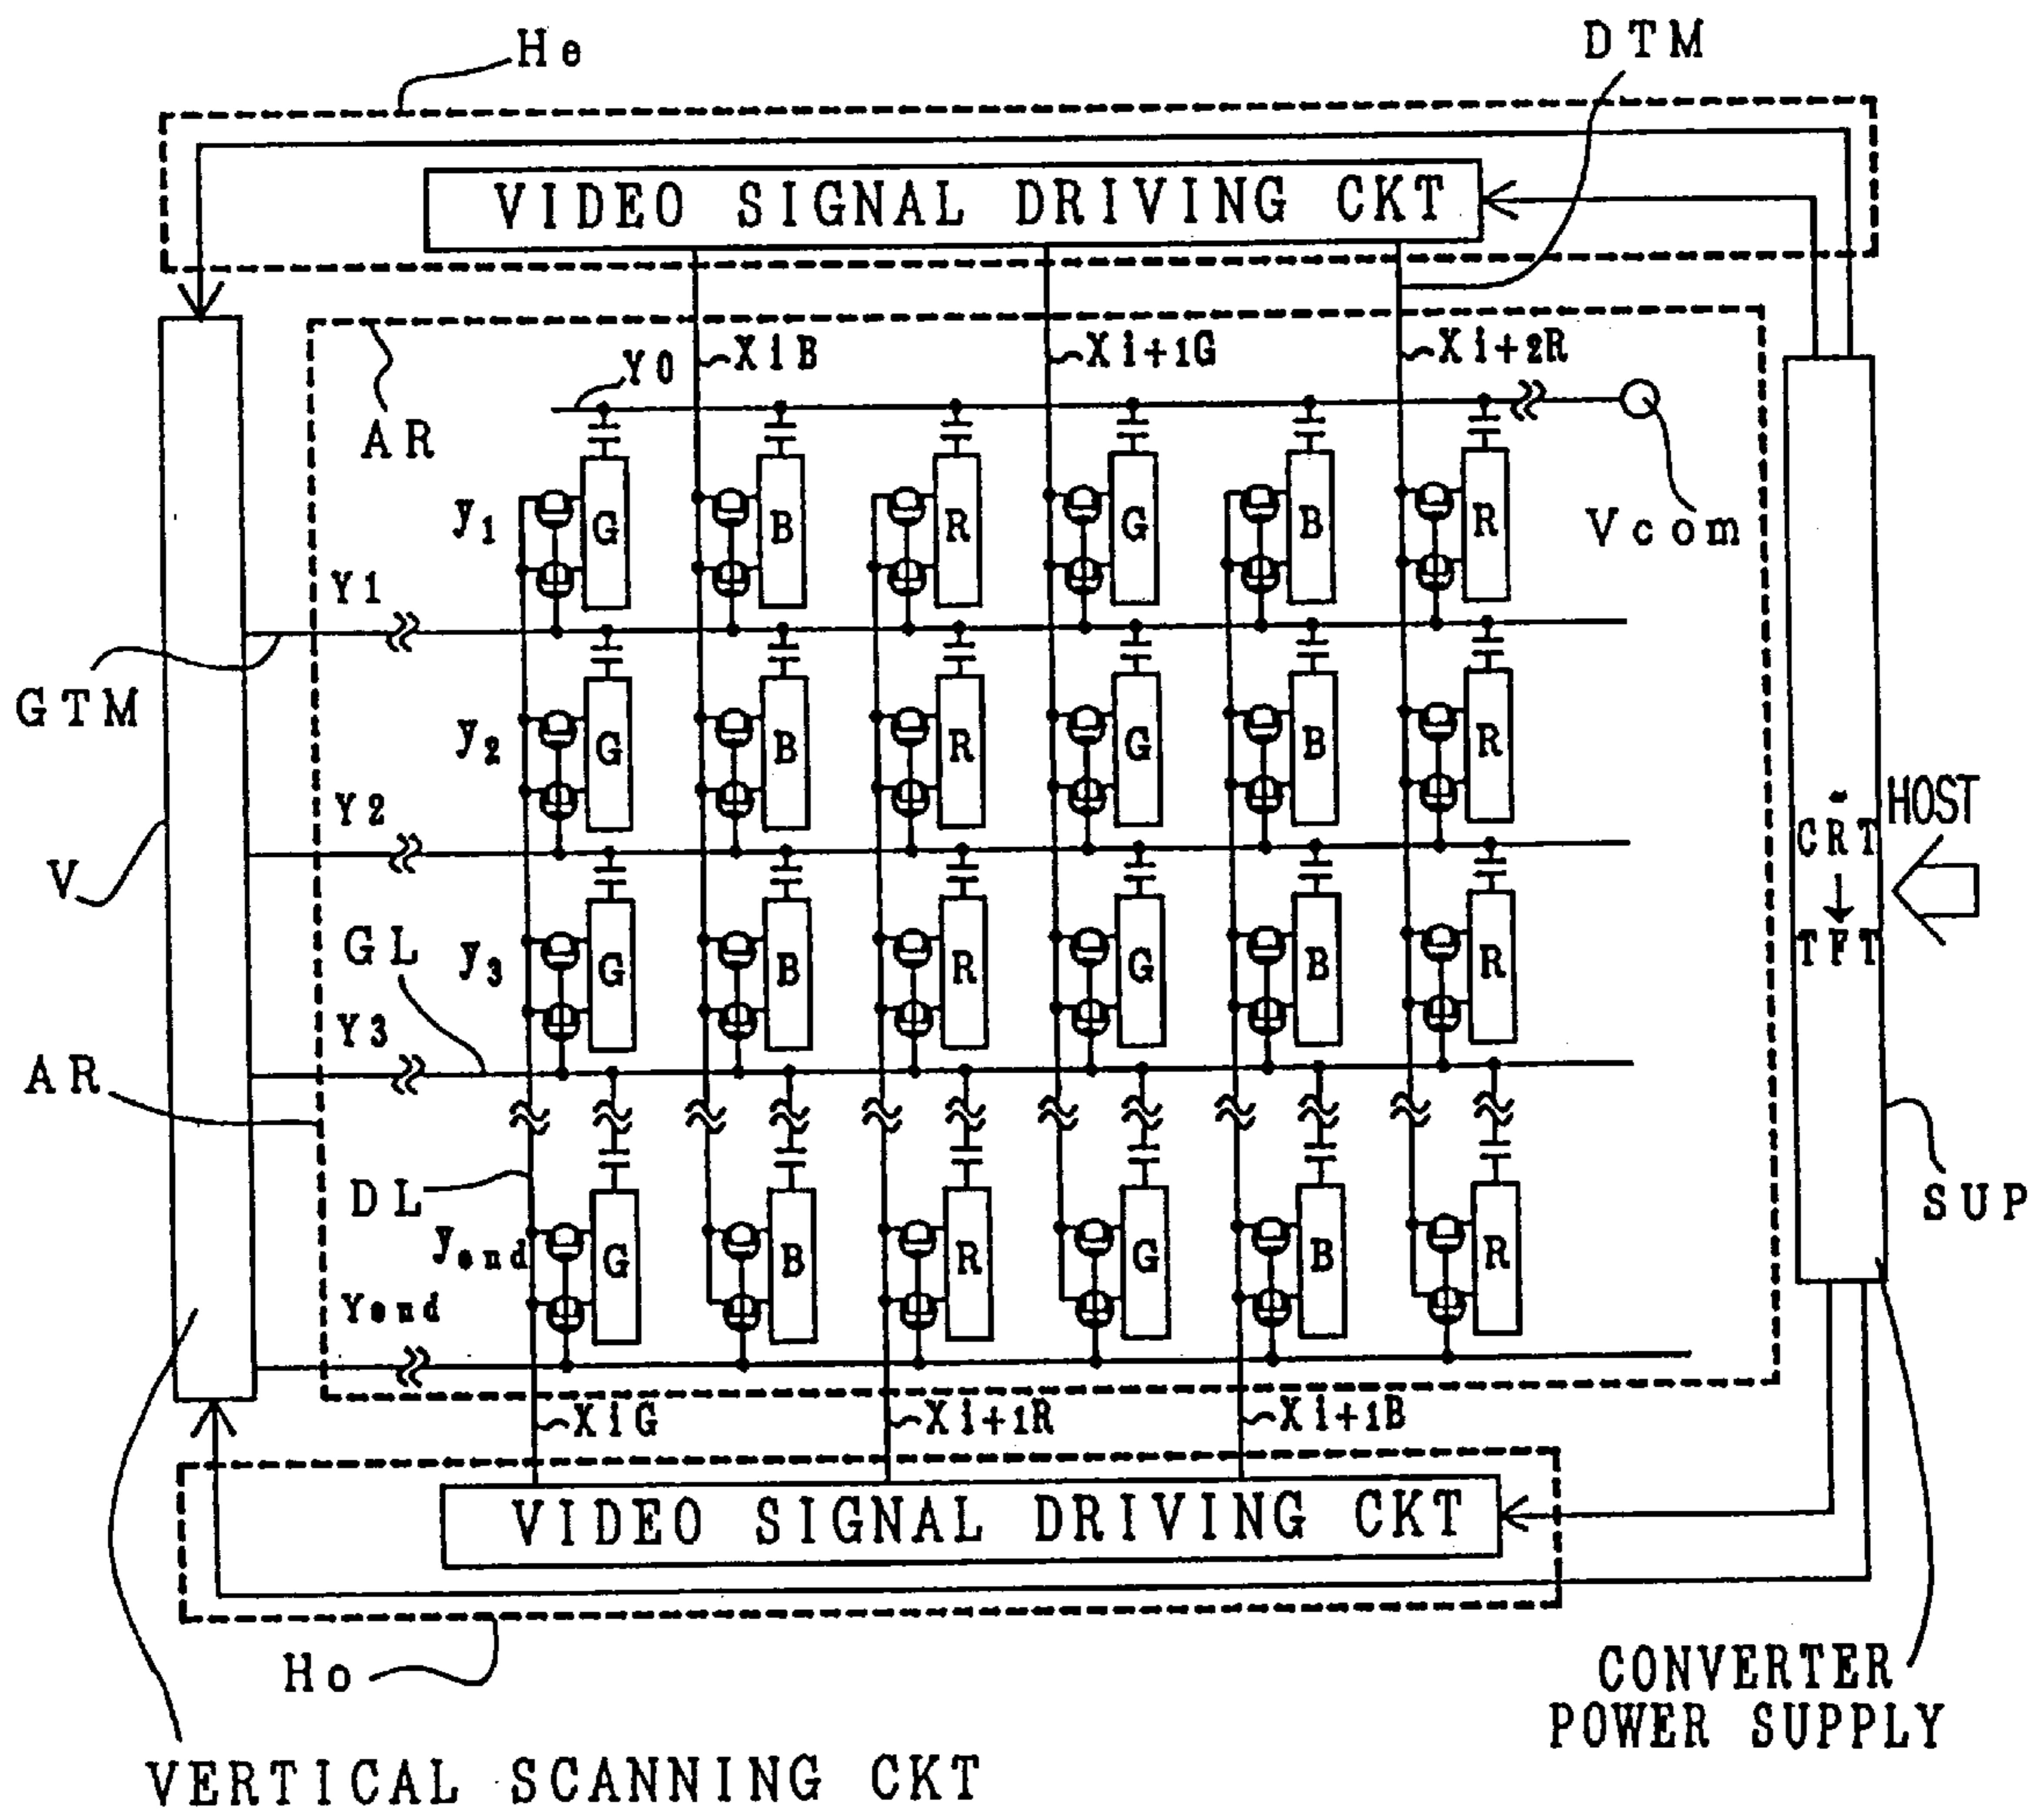 He
DTM
VIDEO SIGNAL DRIVING CKT
XiB
Xi+1G
Xi+2R
Y0
AR
Vcom
y1
G B R G B R
Y1
GTM
y2
G B R G B R
Y2
HOST
CRT
↓
TFT
V
y3
G B R G B R
GL
Y3
AR
DL
SUP
yend
G B R G B R
Yend
XiG
Xi+1R
Xi+1B
VIDEO SIGNAL DRIVING CKT
Ho
CONVERTER
POWER SUPPLY
VERTICAL SCANNING CKT